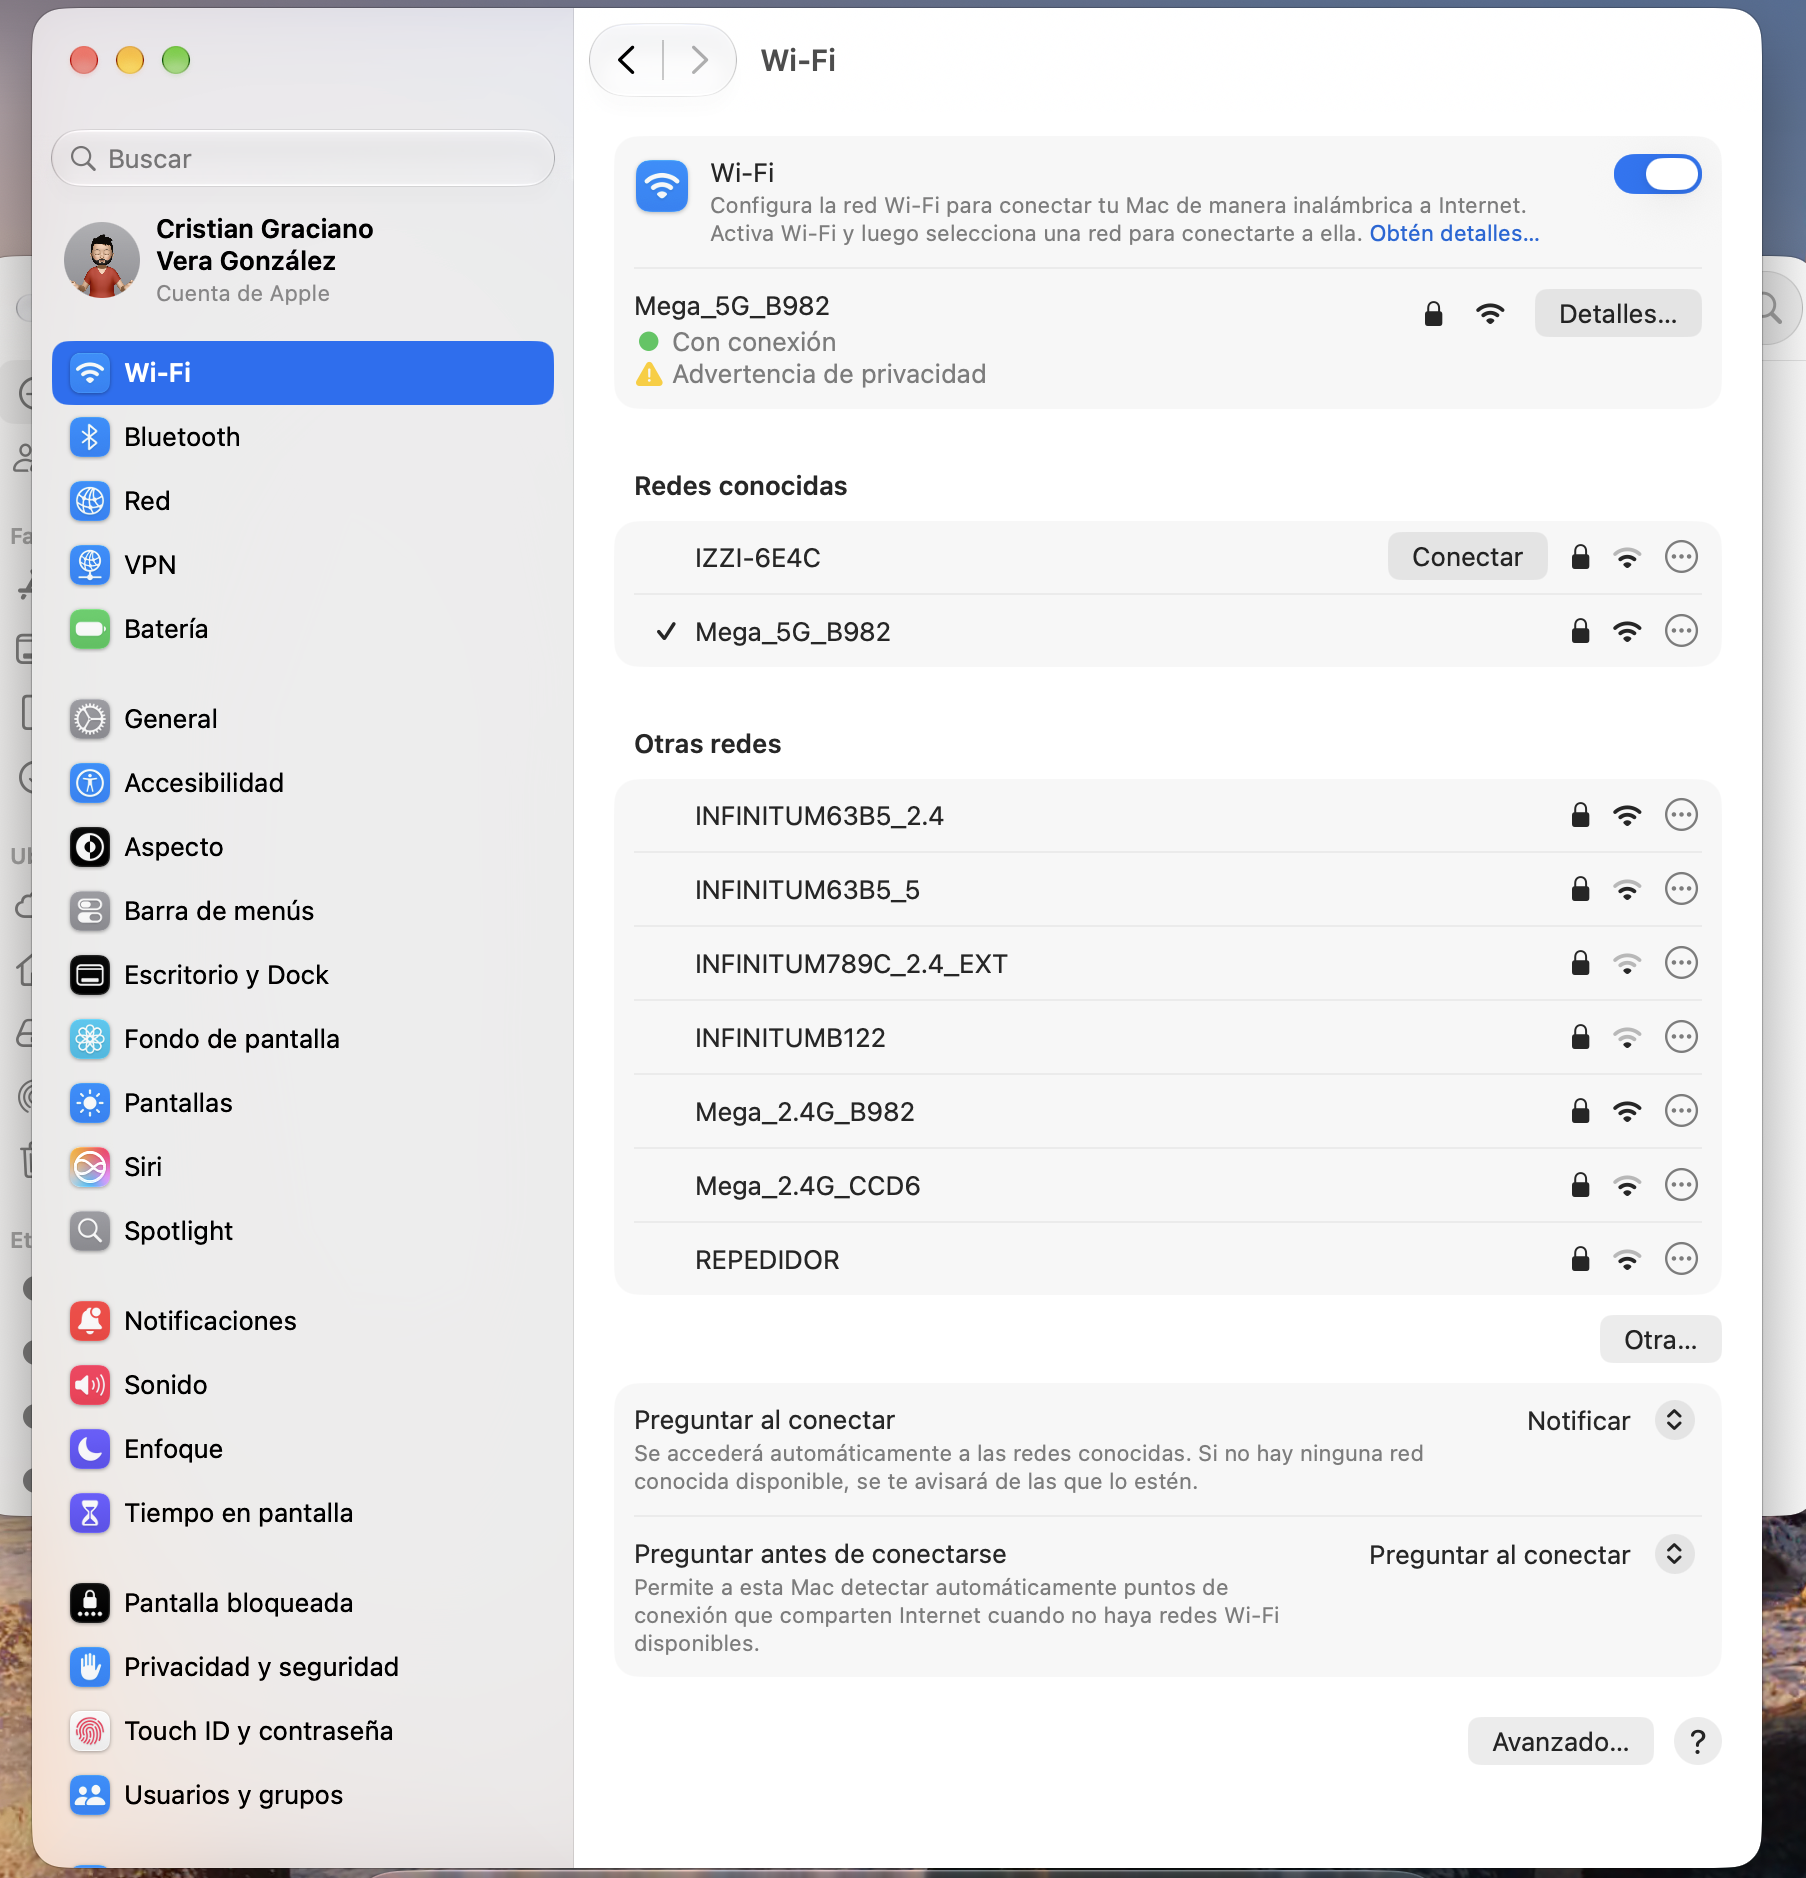 Wi-Fi
Buscar
Cristian Graciano
Vera González
Cuenta de Apple
Wi-Fi
Bluetooth
Red
VPN
Batería
General
Accesibilidad
Aspecto
Barra de menús
Escritorio y Dock
Fondo de pantalla
Pantallas
Siri
Spotlight
Notificaciones
Sonido
Enfoque
Tiempo en pantalla
Pantalla bloqueada
Privacidad y seguridad
Touch ID y contraseña
Usuarios y grupos
Wi-Fi
Configura la red Wi-Fi para conectar tu Mac de manera inalámbrica a Internet.
Activa Wi-Fi y luego selecciona una red para conectarte a ella. Obtén detalles...
Mega_5G_B982
Detalles...
Con conexión
Advertencia de privacidad
Redes conocidas
IZZI-6E4C Conectar
Mega_5G_B982
Otras redes
INFINITUM63B5_2.4
INFINITUM63B5_5
INFINITUM789C_2.4_EXT
INFINITUMB122
Mega_2.4G_B982
Mega_2.4G_CCD6
REPEDIDOR
Otra...
Preguntar al conectar Notificar
Se accederá automáticamente a las redes conocidas. Si no hay ninguna red
conocida disponible, se te avisará de las que lo estén.
Preguntar antes de conectarse Preguntar al conectar
Permite a esta Mac detectar automáticamente puntos de
conexión que comparten Internet cuando no haya redes Wi-Fi
disponibles.
Avanzado... ?